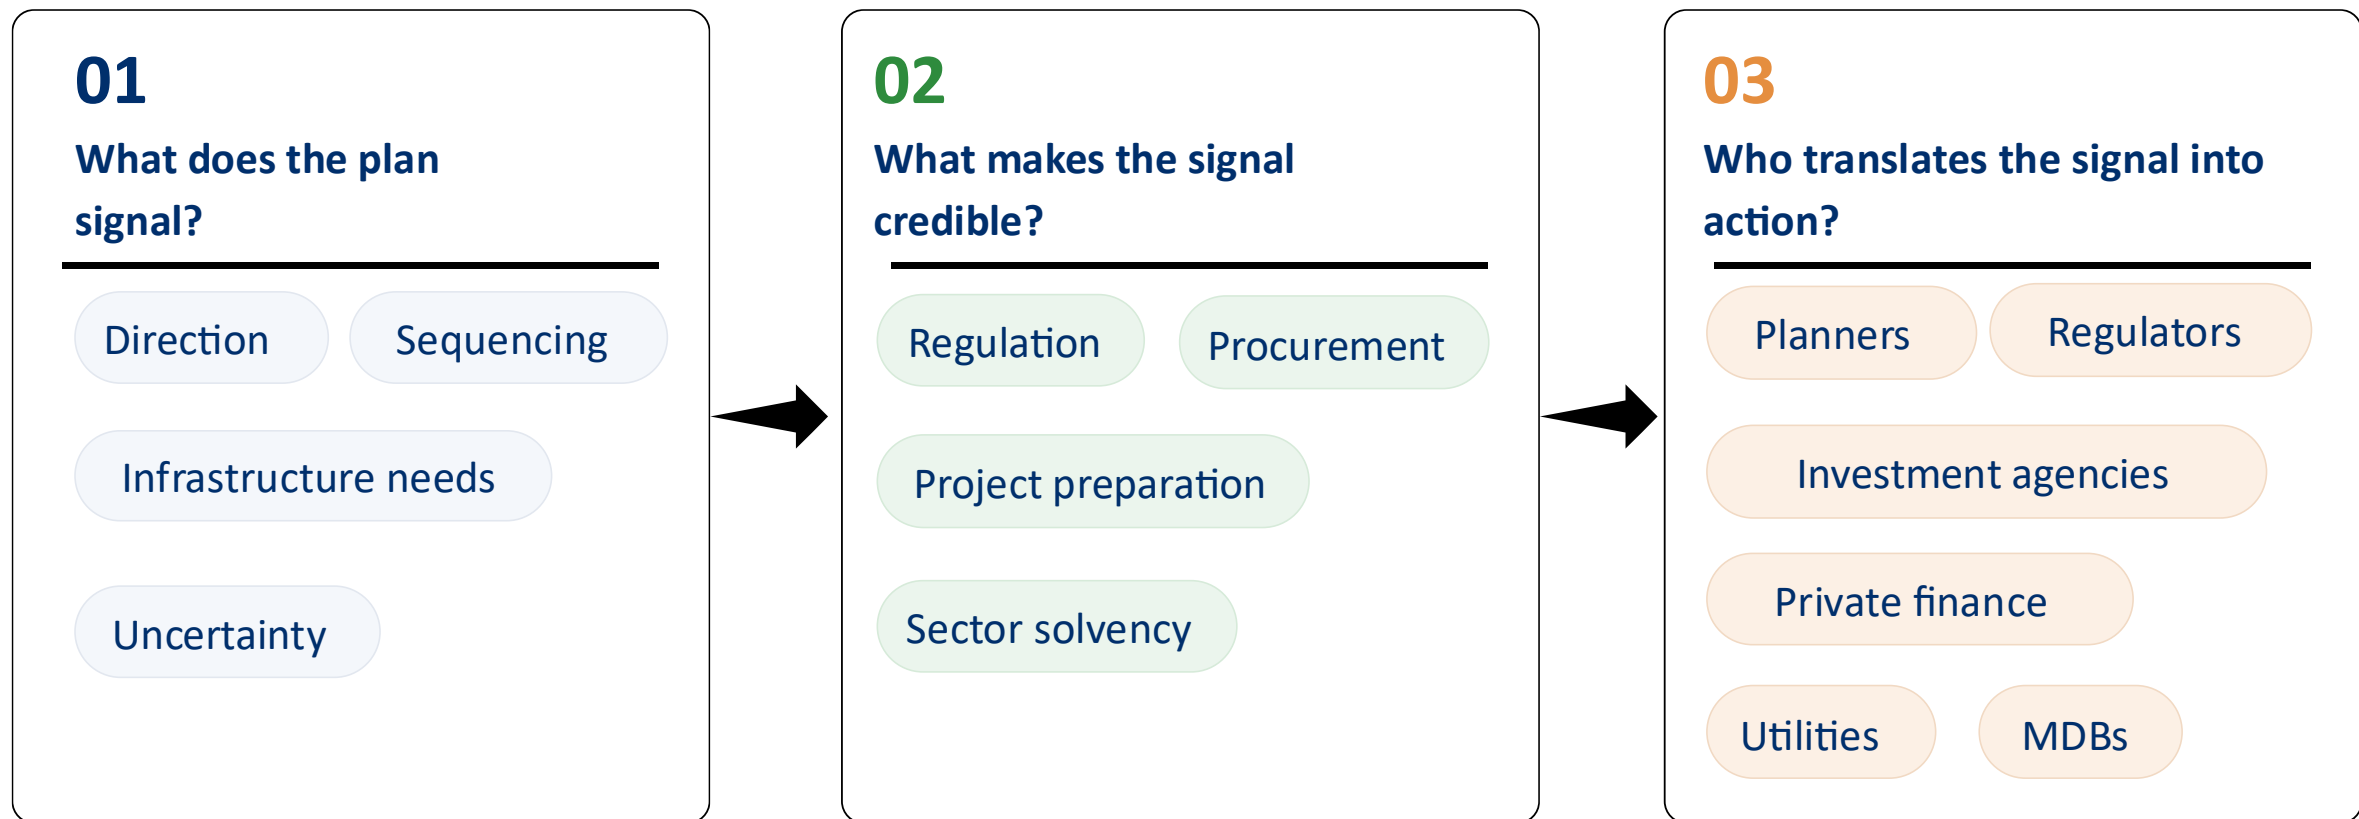 01
What does the plan
signal?
Direction
Sequencing
Infrastructure needs
Uncertainty
02
What makes the signal
credible?
Regulation
Procurement
Project preparation
Sector solvency
03
Who translates the signal into
action?
Planners
Regulators
Investment agencies
Private finance
Utilities
MDBs